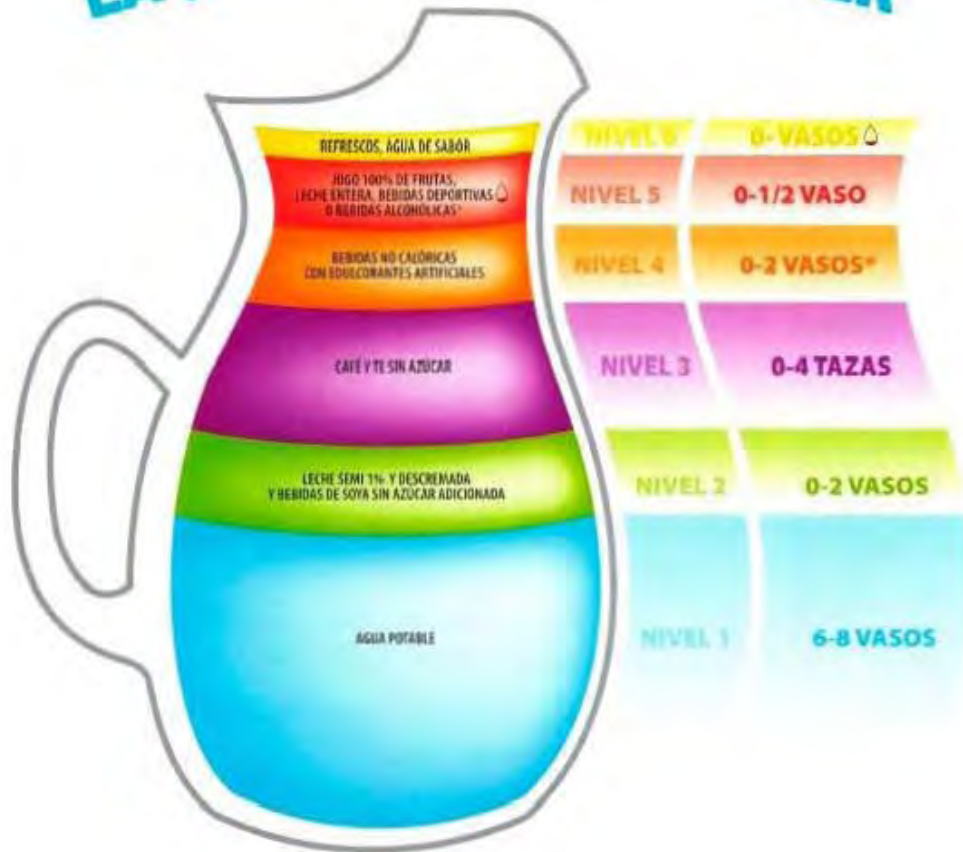 REFRESCOS, AGUA DE SABOR
NIVEL 6
0- VASOS
JUGO 100% DE FRUTAS,
LECHE ENTERA, BEBIDAS DEPORTIVAS
O BEBIDAS ALCOHÓLICAS*
NIVEL 5
0-1/2 VASO
BEBIDAS NO CALÓRICAS
CON EDULCORANTES ARTIFICIALES
NIVEL 4
0-2 VASOS*
CAFÉ Y TE SIN AZÚCAR
NIVEL 3
0-4 TAZAS
LECHE SEMI 1% Y DESCREMADA
Y BEBIDAS DE SOYA SIN AZÚCAR ADICIONADA
NIVEL 2
0-2 VASOS
AGUA POTABLE
NIVEL 1
6-8 VASOS